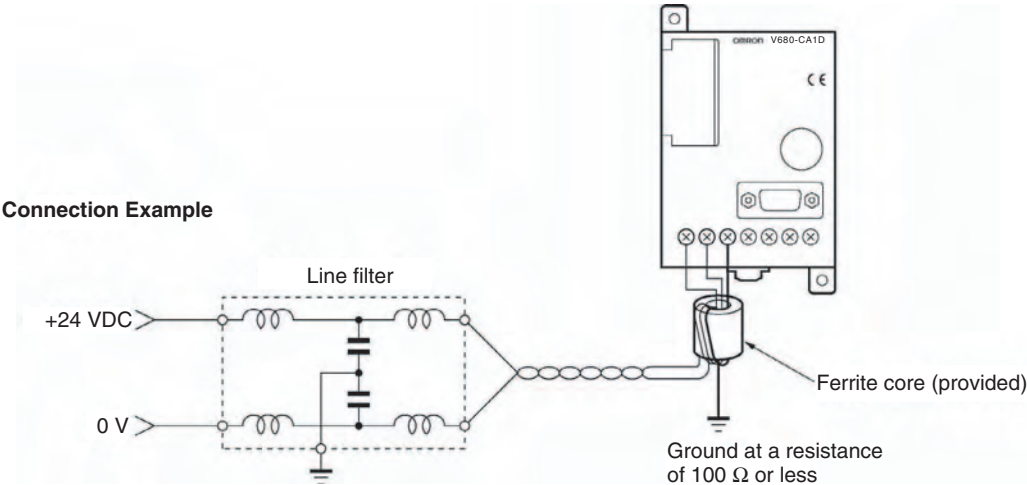 OMRON V680-CA1D
CE
Connection Example
Line filter
+24 VDC
0 V
Ferrite core (provided)
Ground at a resistance
of 100 Ω or less